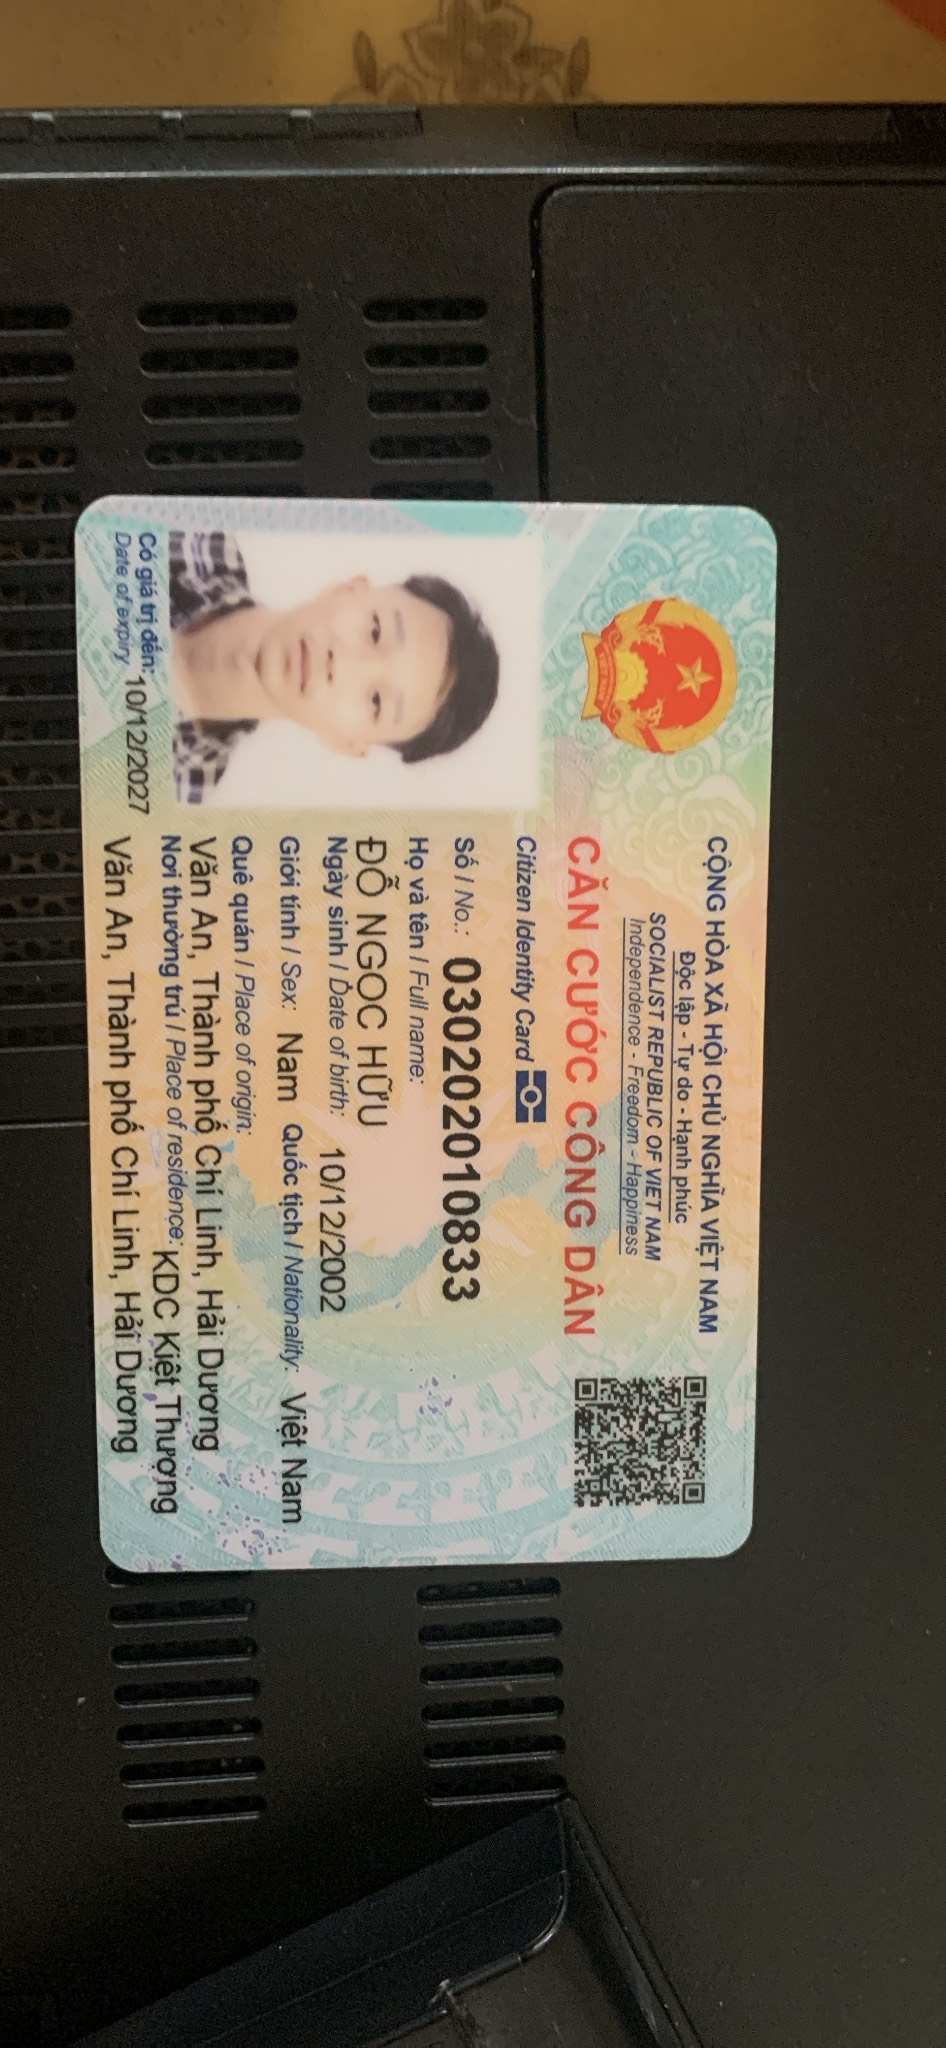 CỘNG HÒA XÃ HỘI CHỦ NGHĨA VIỆT NAM
Độc lập - Tự do - Hạnh phúc
SOCIALIST REPUBLIC OF VIET NAM
Independence - Freedom - Happiness
CĂN CƯỚC CÔNG DÂN
Citizen Identity Card
Số / No.: 030202010833
Họ và tên / Full name:
ĐỖ NGỌC HỮU
Ngày sinh / Date of birth: 10/12/2002
Giới tính / Sex: Nam Quốc tịch / Nationality: Việt Nam
Quê quán / Place of origin:
Văn An, Thành phố Chí Linh, Hải Dương
Nơi thường trú / Place of residence: KDC Kiệt Thượng
Văn An, Thành phố Chí Linh, Hải Dương
Có giá trị đến: 10/12/2027
Date of expiry